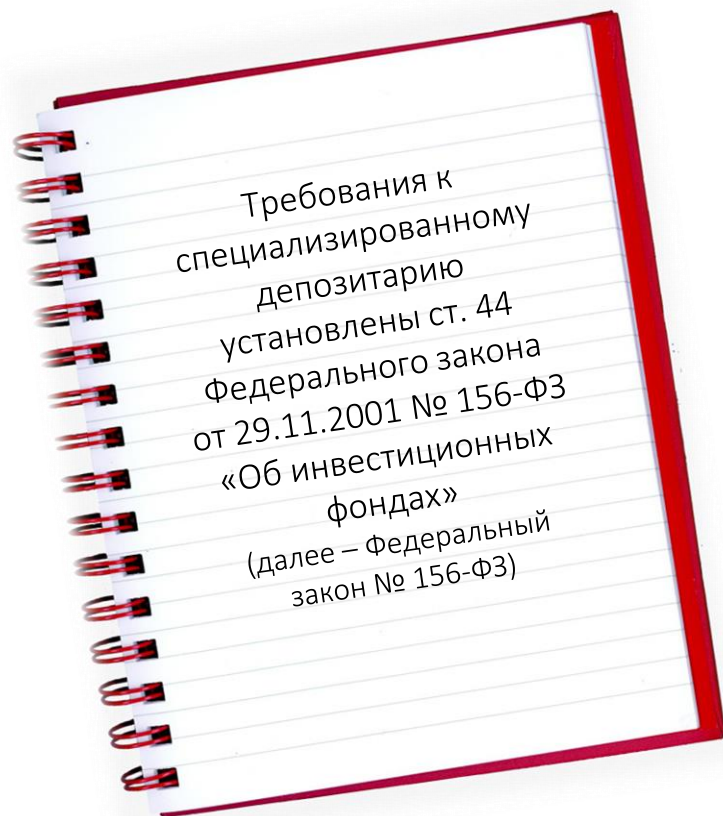 Требования к
специализированному
депозитарию
установлены ст. 44
Федерального закона
от 29.11.2001 № 156-ФЗ
«Об инвестиционных
фондах»
(далее – Федеральный
закон № 156-ФЗ)